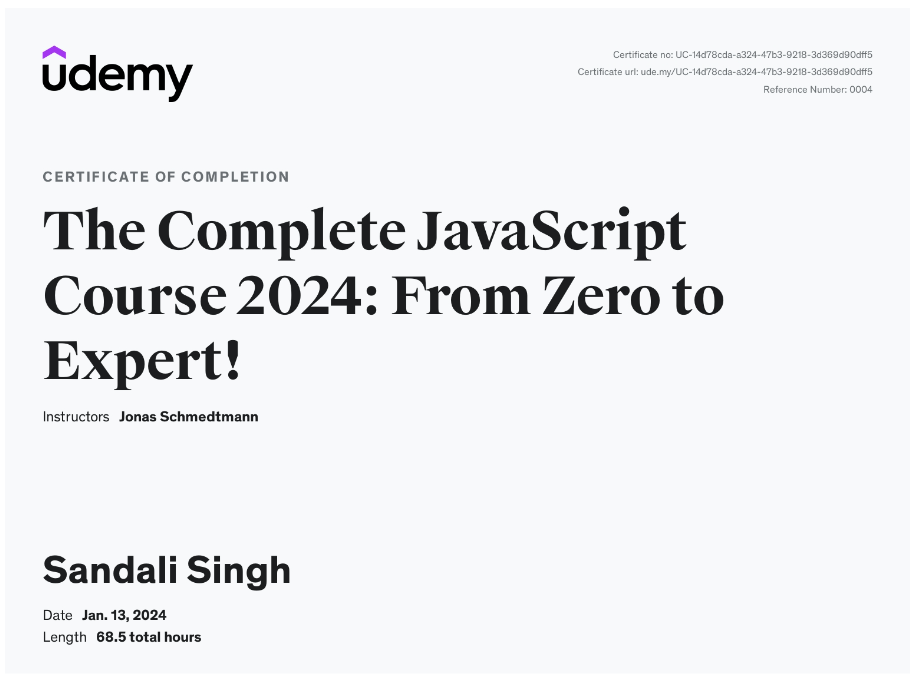 udemy
Certificate no: UC-14d78cda-a324-47b3-9218-3d369d90dff5
Certificate url: ude.my/UC-14d78cda-a324-47b3-9218-3d369d90dff5
Reference Number: 0004
CERTIFICATE OF COMPLETION
The Complete JavaScript
Course 2024: From Zero to
Expert!
Instructors Jonas Schmedtmann
Sandali Singh
Date Jan. 13, 2024
Length 68.5 total hours